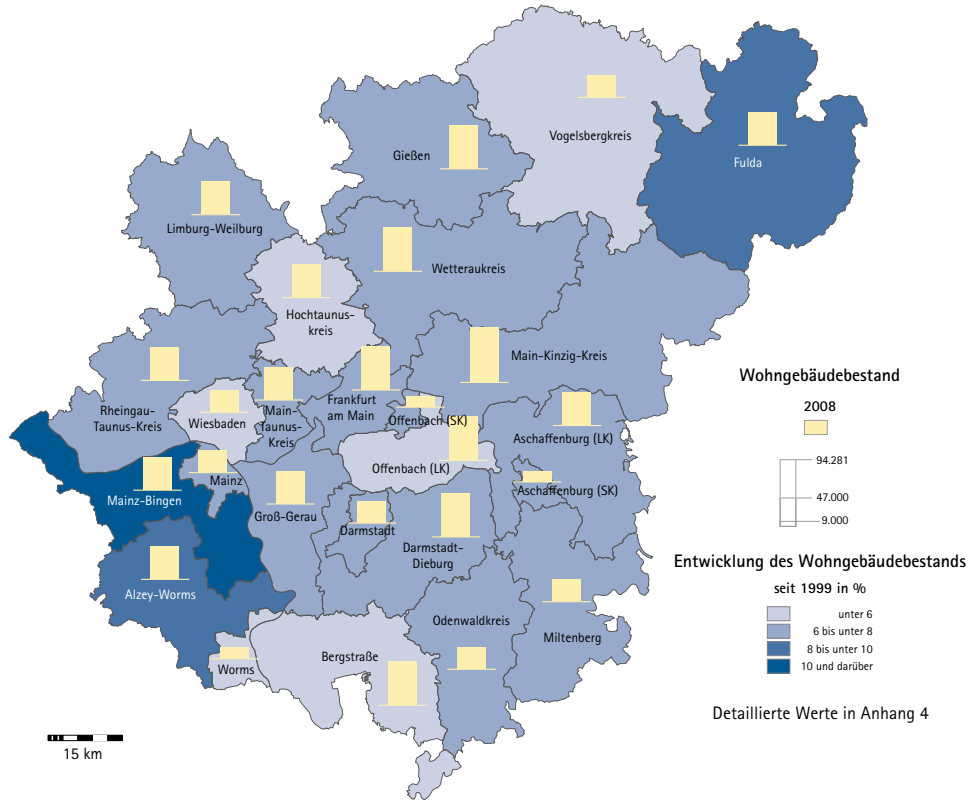 Vogelsbergkreis
Gießen
Fulda
Limburg-Weilburg
Wetteraukreis
Hochtaunus-
kreis
Main-Kinzig-Kreis
Rheingau-
Taunus-Kreis
Wiesbaden
Main-
Taunus-
Kreis
Frankfurt
am Main
Offenbach (SK)
Aschaffenburg (LK)
Offenbach (LK)
Mainz
Mainz-Bingen
Aschaffenburg (SK)
Groß-Gerau
Darmstadt
Darmstadt-
Dieburg
Alzey-Worms
Odenwaldkreis
Miltenberg
Worms
Bergstraße
15 km
Wohngebäudebestand
2008
94.281
47.000
9.000
Entwicklung des Wohngebäudebestands
seit 1999 in %
unter 6
6 bis unter 8
8 bis unter 10
10 und darüber
Detaillierte Werte in Anhang 4